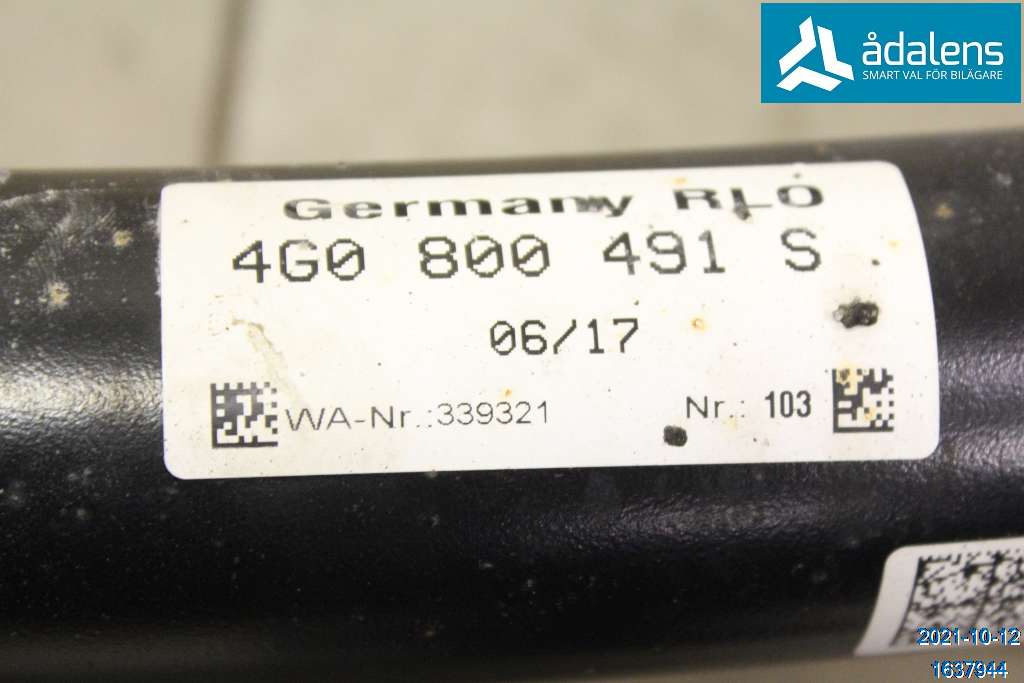 ådalens
SMART VAL FÖR BILÄGARE
Germany RLO
4G0 800 491 S
06/17
WA-Nr.:339321
Nr.: 103
2021-10-12
1637944